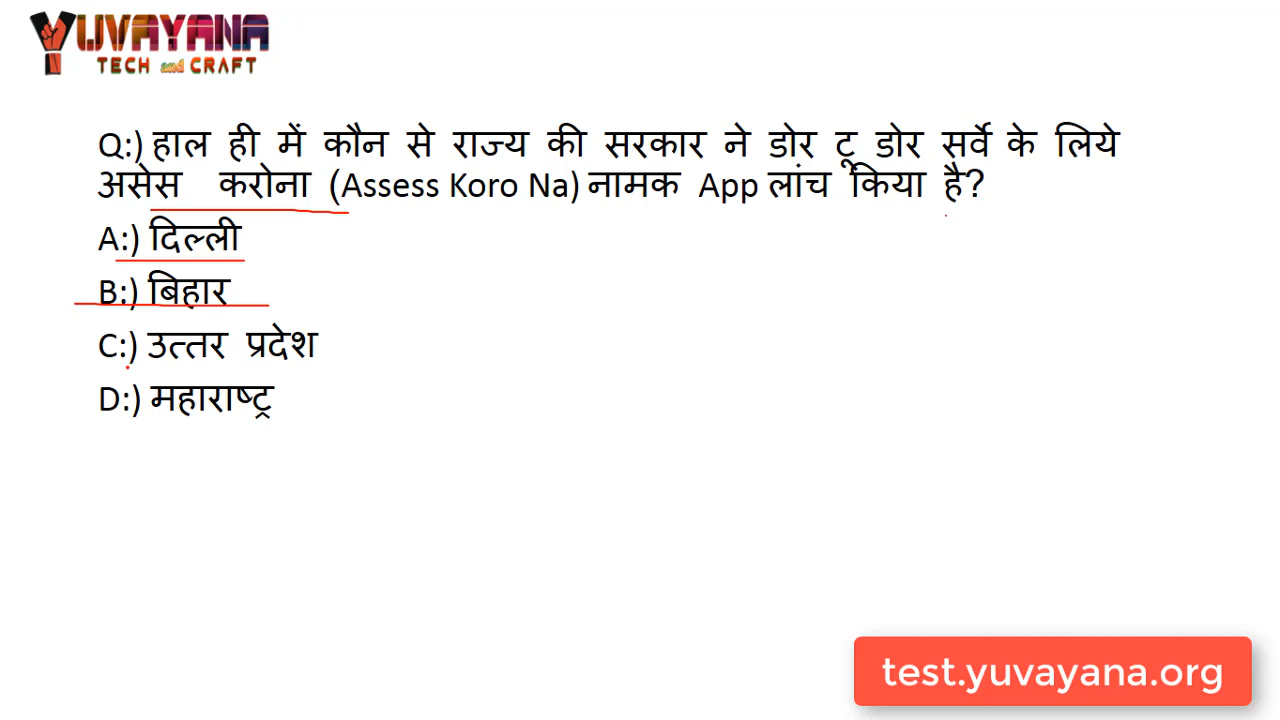 YUVAYANA
TECH and CRAFT
Q:) हाल ही में कौन से राज्य की सरकार ने डोर टू डोर सर्वे के लिये
असेस करोना (Assess Koro Na) नामक App लांच किया है?
A:) दिल्ली
B:) बिहार
C:) उत्तर प्रदेश
D:) महाराष्ट्र
test.yuvayana.org